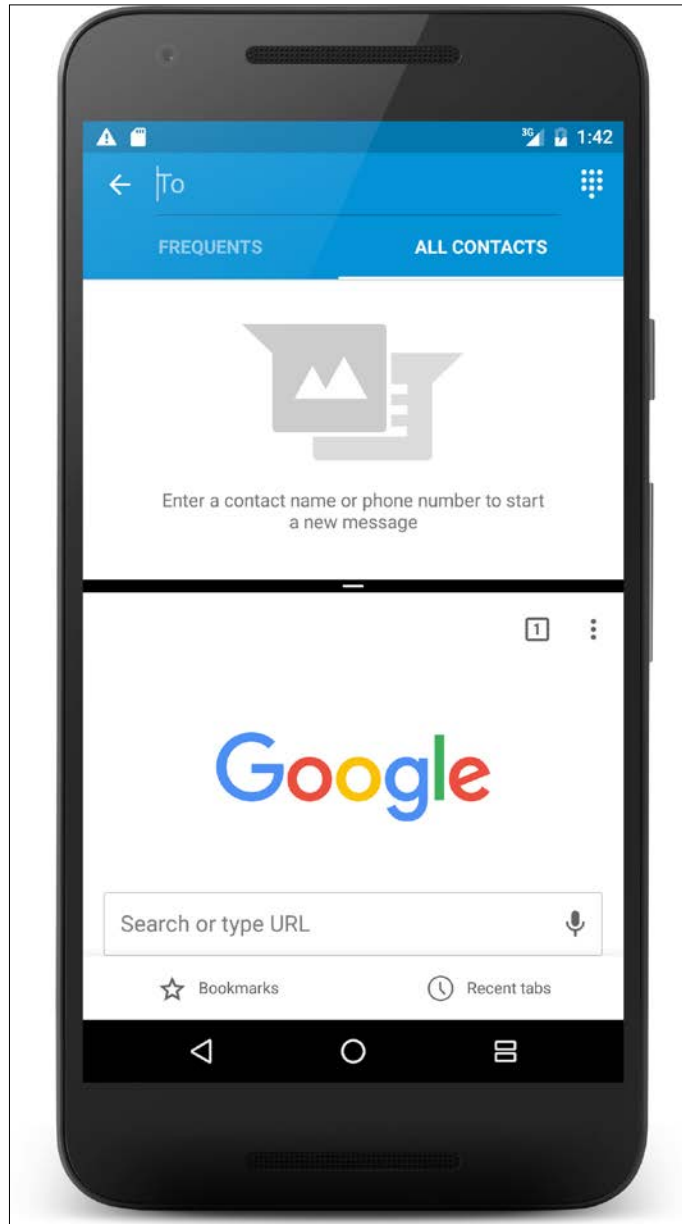 3G 1:42
To
FREQUENTS ALL CONTACTS
Enter a contact name or phone number to start
a new message
1
Google
Search or type URL
Bookmarks Recent tabs